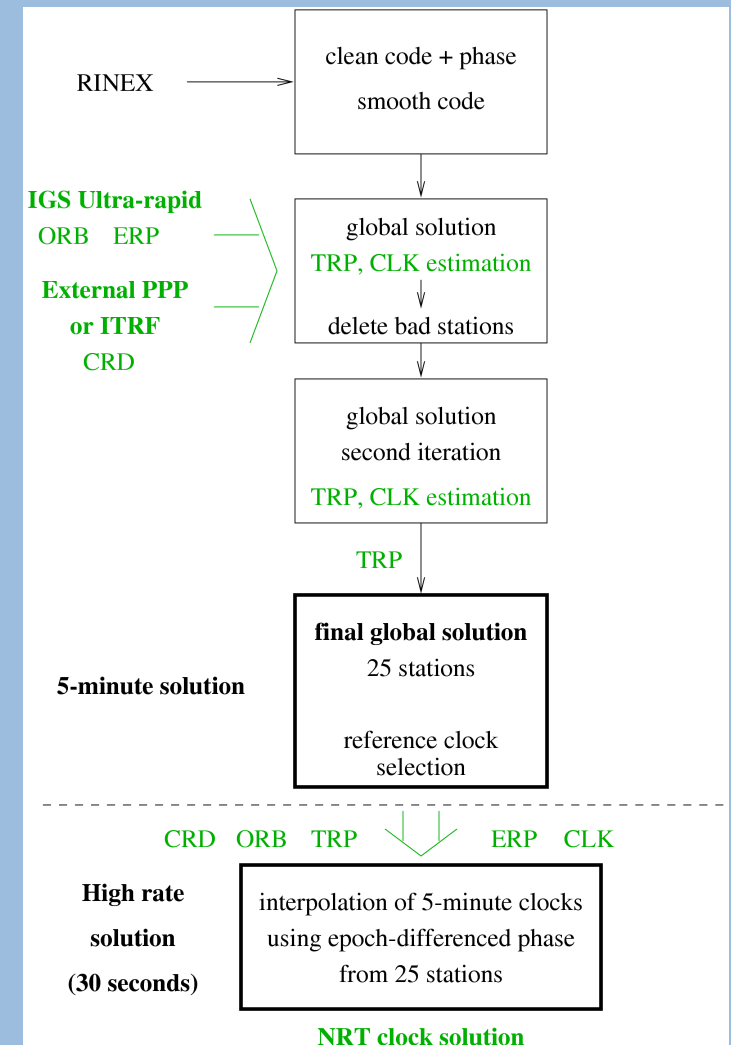 clean code + phase
RINEX
smooth code
IGS Ultra-rapid
ORB ERP
External PPP
or ITRF
CRD
global solution
TRP, CLK estimation
delete bad stations
global solution
second iteration
TRP, CLK estimation
TRP
final global solution
25 stations
5-minute solution
reference clock
selection
CRD ORB TRP ERP CLK
High rate
solution
(30 seconds)
interpolation of 5-minute clocks
using epoch-differenced phase
from 25 stations
NRT clock solution